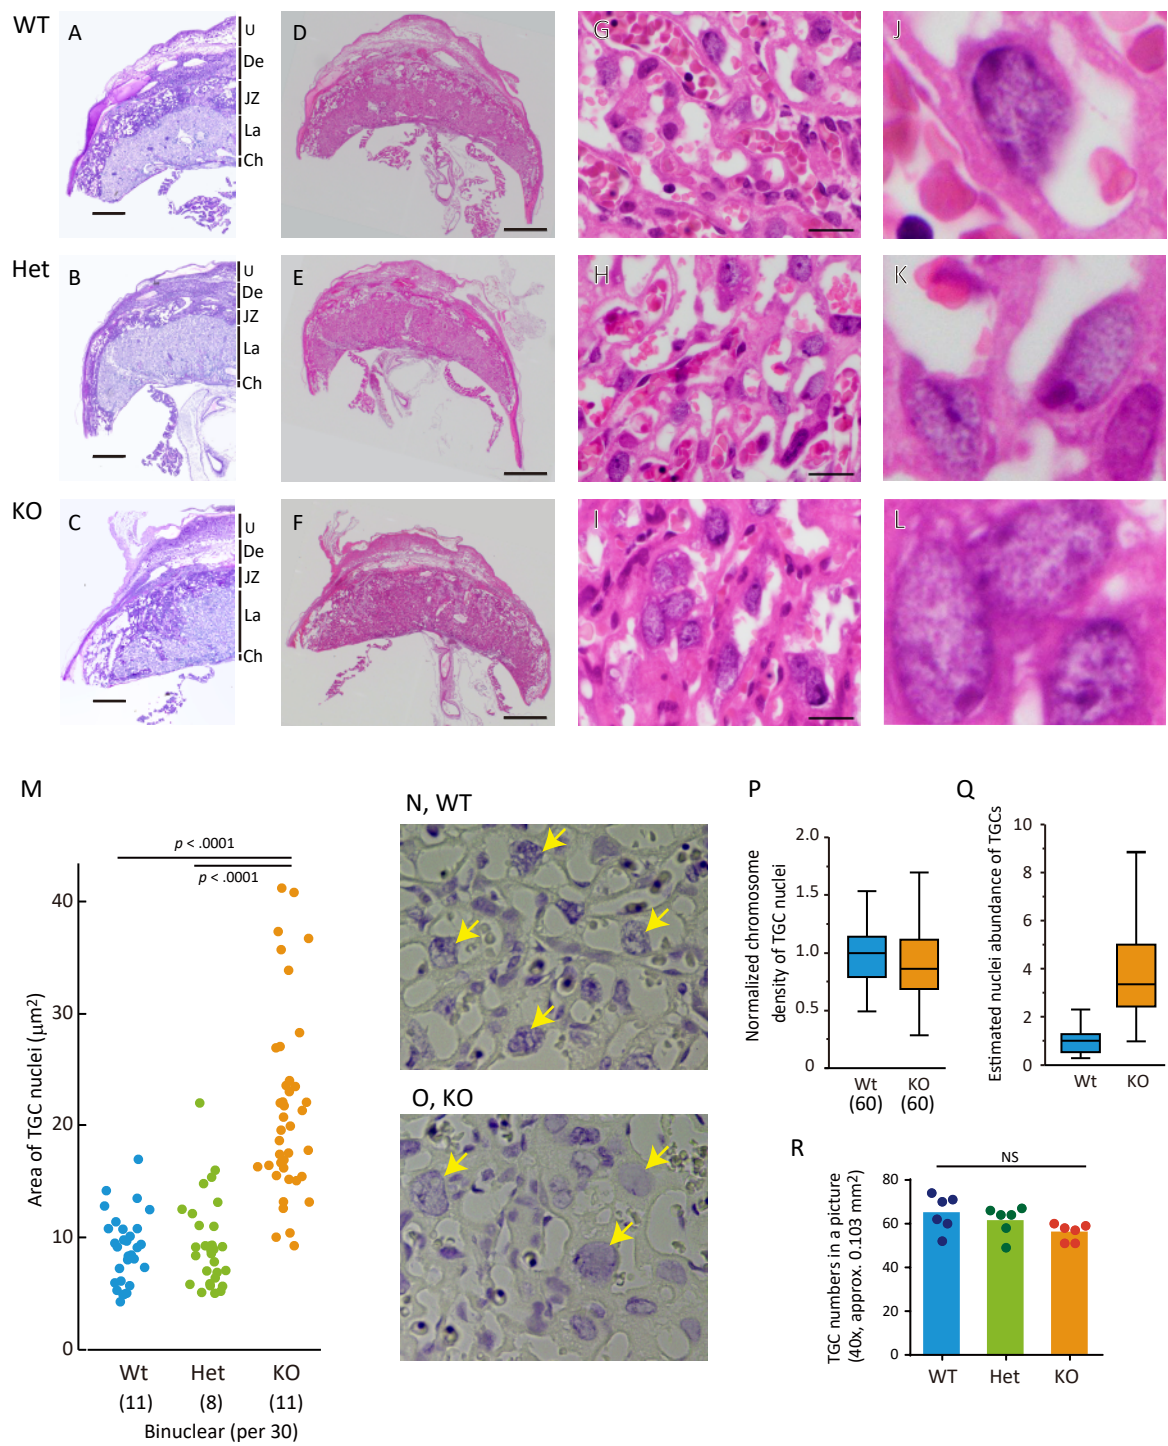 WT
A
U
De
JZ
La
Ch
D
G
J
Het
B
U
De
JZ
La
Ch
E
H
K
KO
C
U
De
JZ
La
Ch
F
I
L
M
p < .0001
p < .0001
Area of TGC nuclei (μm²)
40
30
20
10
0
Wt
Het
KO
(11)
(8)
(11)
Binuclear (per 30)
N, WT
O, KO
P
Normalized chromosome
density of TGC nuclei
2.0
1.5
1.0
0.5
0
Wt
KO
(60)
(60)
Q
Estimated nuclei abundance of TGCs
10
8
6
4
2
0
Wt
KO
R
NS
TGC numbers in a picture
(40x, approx. 0.103 mm²)
80
60
40
20
0
WT
Het
KO